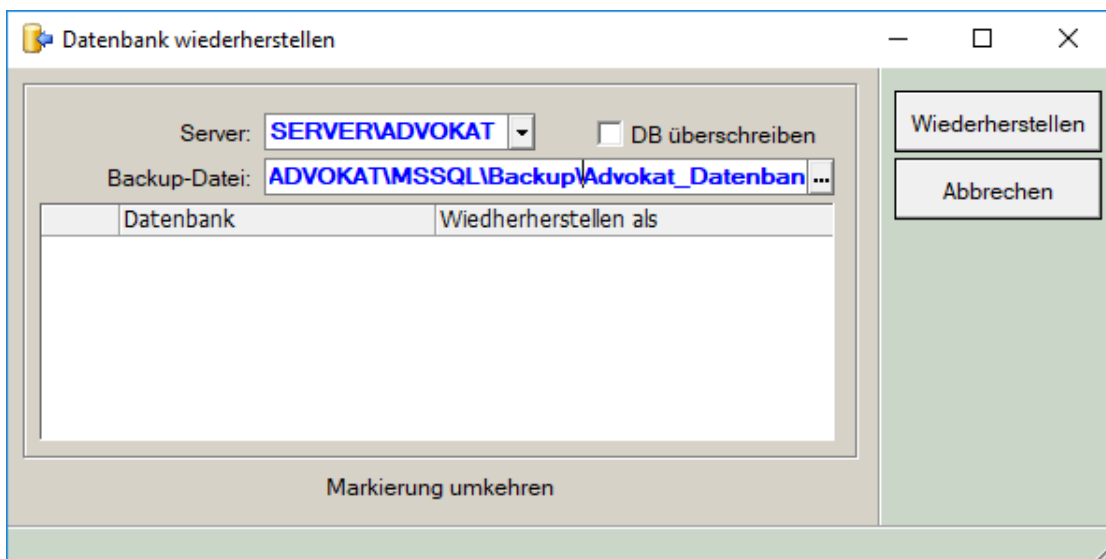 Datenbank wiederherstellen
Server: SERVER\ADVOKAT DB überschreiben
Backup-Datei: ADVOKAT\MSSQL\Backup\Advokat_Datenban ...
Datenbank Wiedherherstellen als
Markierung umkehren
Wiederherstellen
Abbrechen